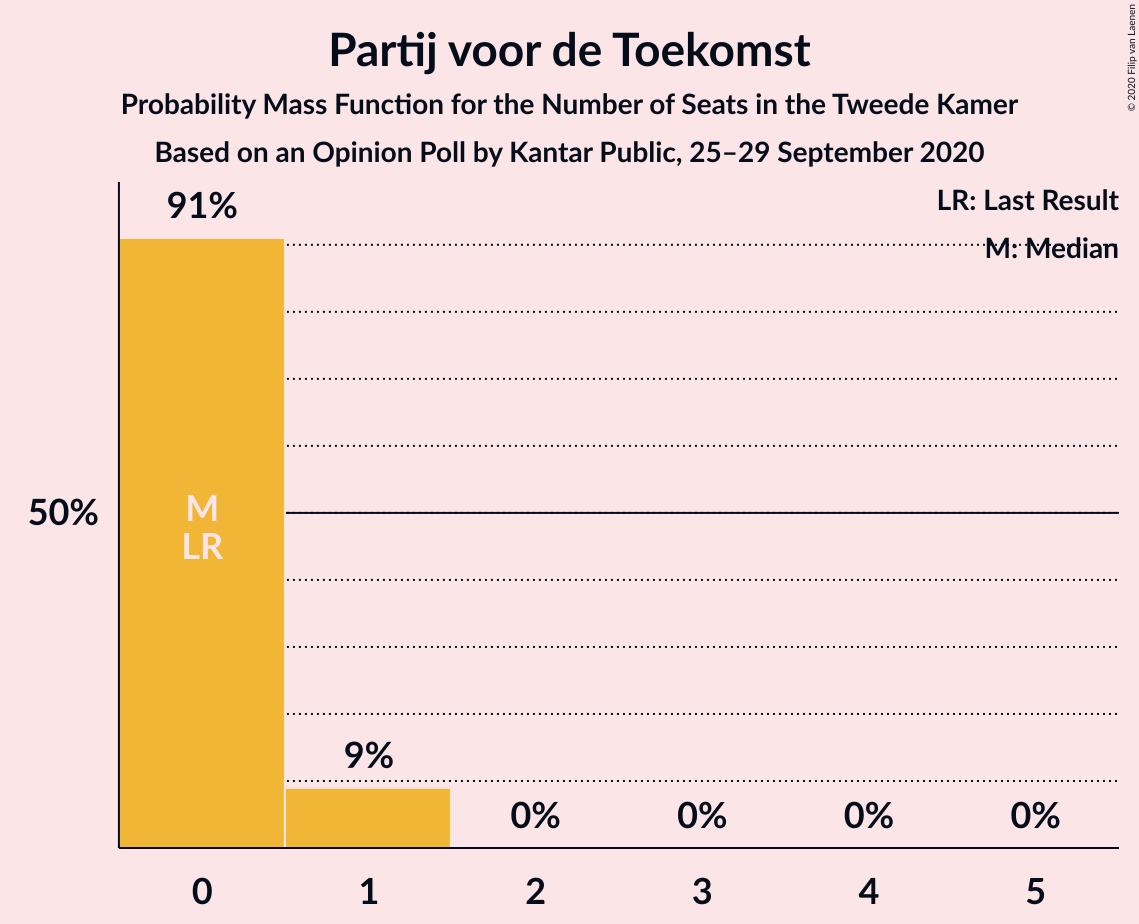 Partij voor de Toekomst
Probability Mass Function for the Number of Seats in the Tweede Kamer
Based on an Opinion Poll by Kantar Public, 25–29 September 2020
© 2020 Filip van Laenen
LR: Last Result
M: Median
91%
50%
M
LR
9%
0%
0%
0%
0%
0
1
2
3
4
5